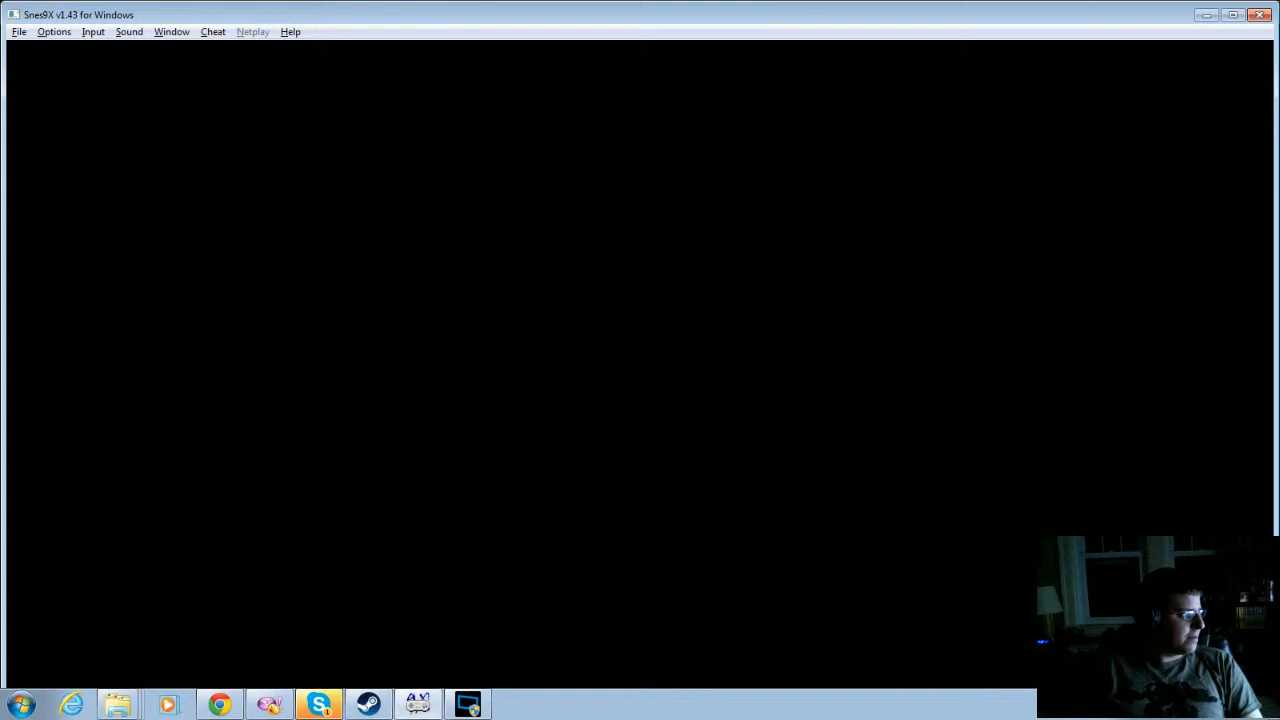 Snes9X v1.43 for Windows
File Options Input Sound Window Cheat Netplay Help